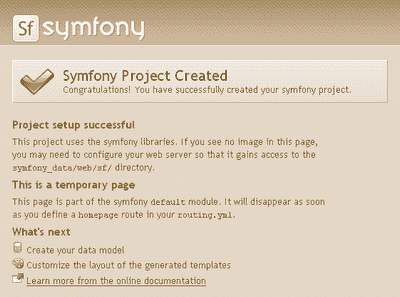 Sf symfony
Symfony Project Created
Congratulations! You have successfully created your symfony project.
Project setup successful
This project uses the symfony libraries. If you see no image in this page,
you may need to configure your web server so that it gains access to the
symfony_data/web/sf/ directory.
This is a temporary page
This page is part of the symfony default module. It will disappear as soon
as you define a homepage route in your routing.yml.
What's next
Create your data model
Customize the layout of the generated templates
Learn more from the online documentation